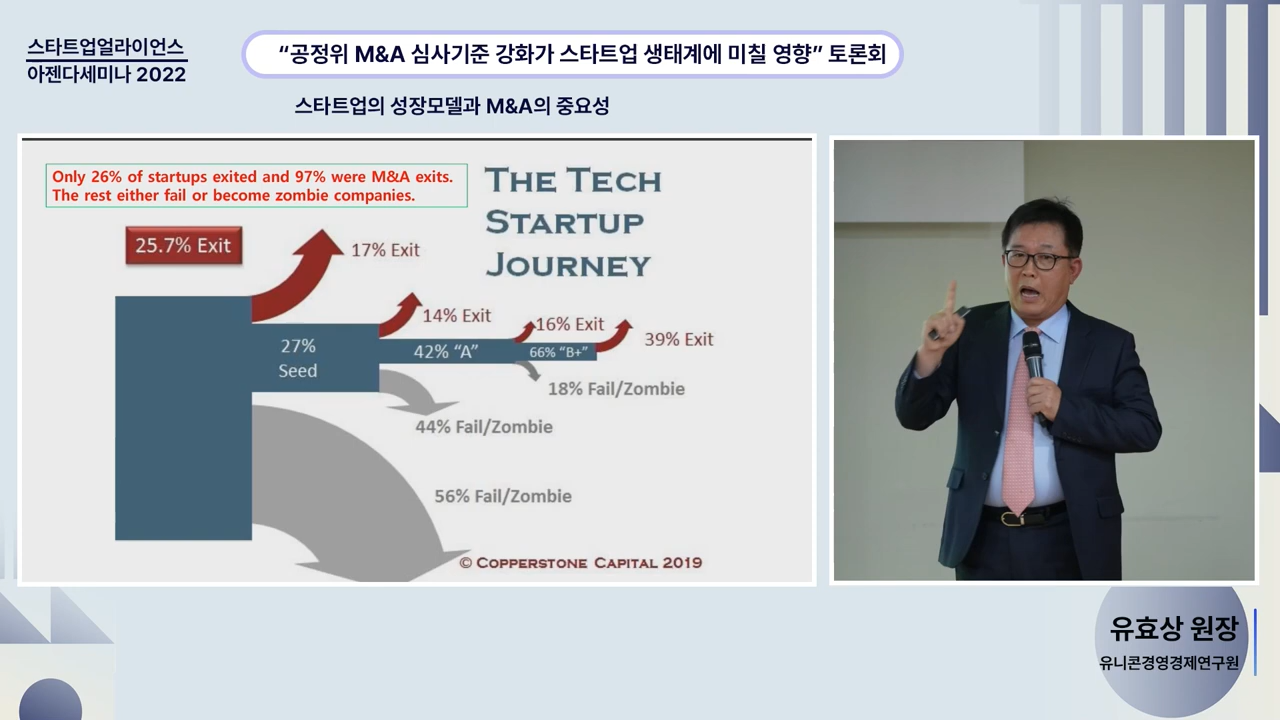 스타트업얼라이언스
아젠다세미나 2022
“공정위 M&A 심사기준 강화가 스타트업 생태계에 미칠 영향” 토론회
스타트업의 성장모델과 M&A의 중요성
Only 26% of startups exited and 97% were M&A exits.
The rest either fail or become zombie companies.
THE TECH
STARTUP
JOURNEY
25.7% Exit
17% Exit
14% Exit
16% Exit
39% Exit
27%
Seed
42% “A”
66% “B+”
18% Fail/Zombie
44% Fail/Zombie
56% Fail/Zombie
© COPPERSTONE CAPITAL 2019
유효상 원장
유니콘경영경제연구원